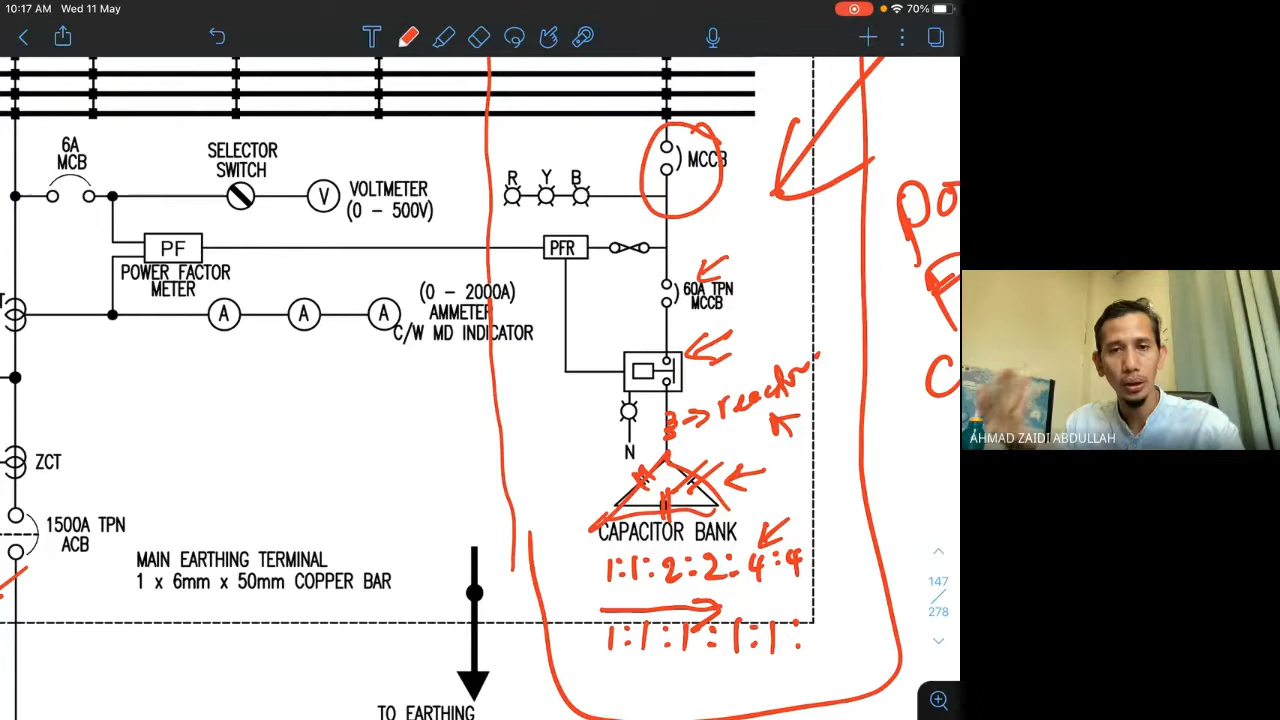 10:17 AM Wed 11 May
70%
6A
MCB
SELECTOR
SWITCH
V
VOLTMETER
(0 - 500V)
R Y B
MCCB
PF
POWER FACTOR
METER
PFR
60A TPN
MCCB
(0 - 2000A)
AMMETER
C/W MD INDICATOR
A A A
reactor
N
ZCT
1500A TPN
ACB
CAPACITOR BANK
MAIN EARTHING TERMINAL
1 x 6mm x 50mm COPPER BAR
1:1:2:2:4:4
1:1:1:1:1:
TO EARTHING
147
278
AHMAD ZAIDI ABDULLAH